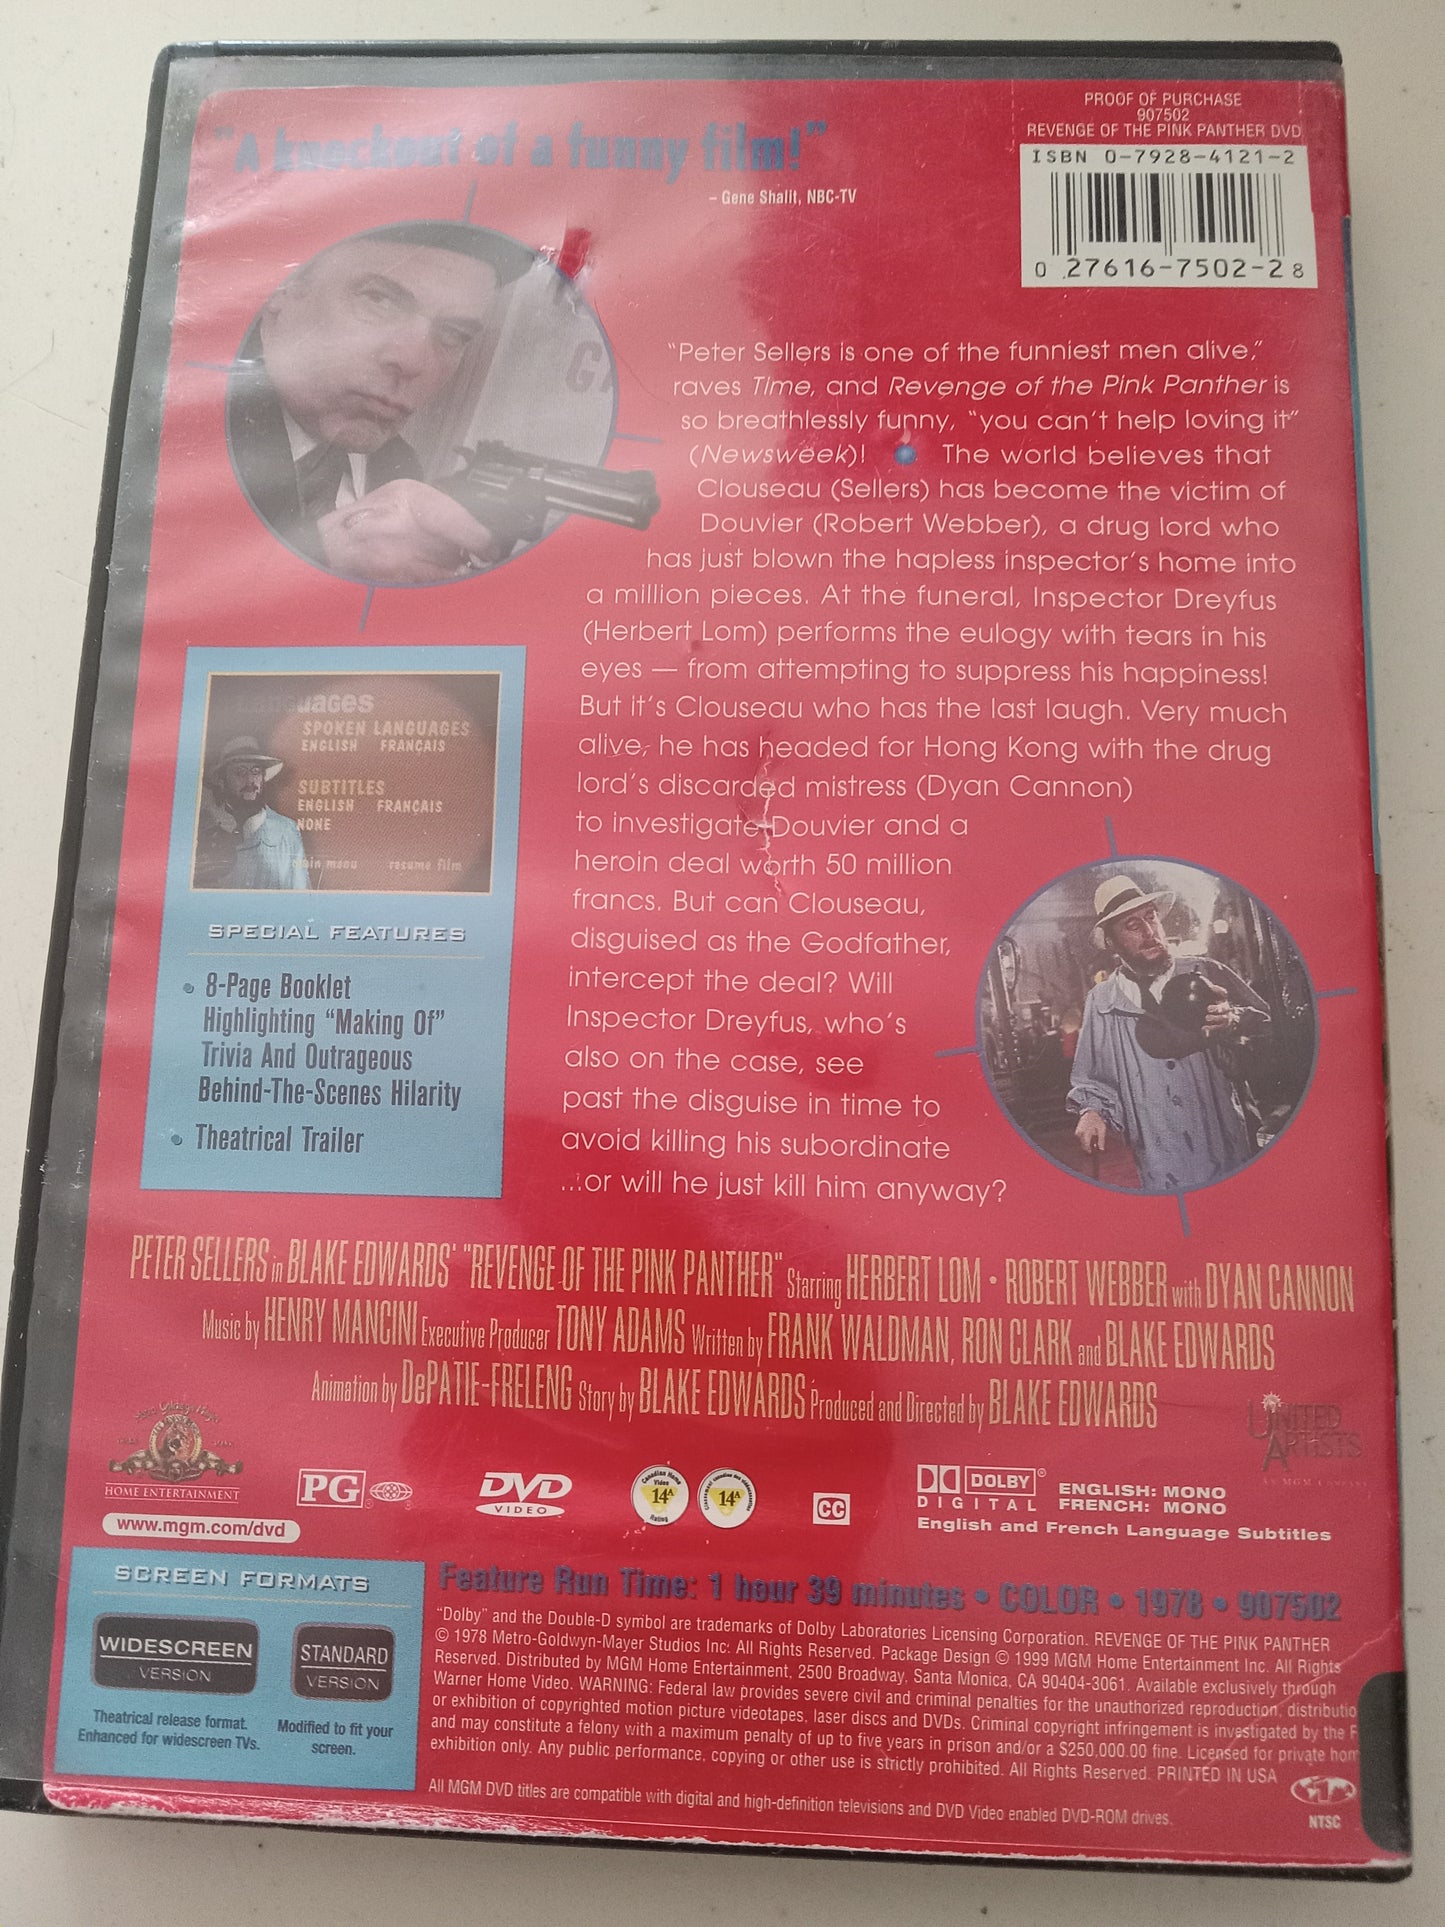 "A knockout of a funny film!"
– Gene Shalit, NBC-TV
PROOF OF PURCHASE
907502
REVENGE OF THE PINK PANTHER DVD
ISBN 0-7928-4121-2
0 27616-7502-2 8
"Peter Sellers is one of the funniest men alive,"
raves Time, and Revenge of the Pink Panther is
so breathlessly funny, "you can't help loving it"
(Newsweek)! The world believes that
Clouseau (Sellers) has become the victim of
Douvier (Robert Webber), a drug lord who
has just blown the hapless inspector's home into
a million pieces. At the funeral, Inspector Dreyfus
(Herbert Lom) performs the eulogy with tears in his
eyes — from attempting to suppress his happiness!
But it's Clouseau who has the last laugh. Very much
alive, he has headed for Hong Kong with the drug
lord's discarded mistress (Dyan Cannon)
to investigate Douvier and a
heroin deal worth 50 million
francs. But can Clouseau,
disguised as the Godfather,
intercept the deal? Will
Inspector Dreyfus, who's
also on the case, see
past the disguise in time to
avoid killing his subordinate
...or will he just kill him anyway?
Languages
SPOKEN LANGUAGES
ENGLISH FRANÇAIS
SUBTITLES
ENGLISH FRANÇAIS
NONE
main menu resume film
SPECIAL FEATURES
• 8-Page Booklet
Highlighting "Making Of"
Trivia And Outrageous
Behind-The-Scenes Hilarity
• Theatrical Trailer
PETER SELLERS in BLAKE EDWARDS' "REVENGE OF THE PINK PANTHER" Starring HERBERT LOM • ROBERT WEBBER with DYAN CANNON
Music by HENRY MANCINI Executive Producer TONY ADAMS Written by FRANK WALDMAN, RON CLARK and BLAKE EDWARDS
Animation by DePATIE-FRELENG Story by BLAKE EDWARDS Produced and Directed by BLAKE EDWARDS
UNITED
ARTISTS
HOME ENTERTAINMENT
www.mgm.com/dvd
PG
DVD
VIDEO
Canadian Home
Video
14A
14A
CC
DOLBY
DIGITAL
ENGLISH: MONO
FRENCH: MONO
English and French Language Subtitles
SCREEN FORMATS
WIDESCREEN
VERSION
STANDARD
VERSION
Theatrical release format.
Enhanced for widescreen TVs.
Modified to fit your
screen.
Feature Run Time: 1 hour 39 minutes • COLOR • 1978 • 907502
"Dolby" and the Double-D symbol are trademarks of Dolby Laboratories Licensing Corporation. REVENGE OF THE PINK PANTHER
© 1978 Metro-Goldwyn-Mayer Studios Inc. All Rights Reserved. Package Design © 1999 MGM Home Entertainment Inc. All Rights
Reserved. Distributed by MGM Home Entertainment, 2500 Broadway, Santa Monica, CA 90404-3061. Available exclusively through
Warner Home Video. WARNING: Federal law provides severe civil and criminal penalties for the unauthorized reproduction, distributio
or exhibition of copyrighted motion picture videotapes, laser discs and DVDs. Criminal copyright infringement is investigated by the F
and may constitute a felony with a maximum penalty of up to five years in prison and/or a $250,000.00 fine. Licensed for private hom
exhibition only. Any public performance, copying or other use is strictly prohibited. All Rights Reserved. PRINTED IN USA
All MGM DVD titles are compatible with digital and high-definition televisions and DVD Video enabled DVD-ROM drives.
1
NTSC